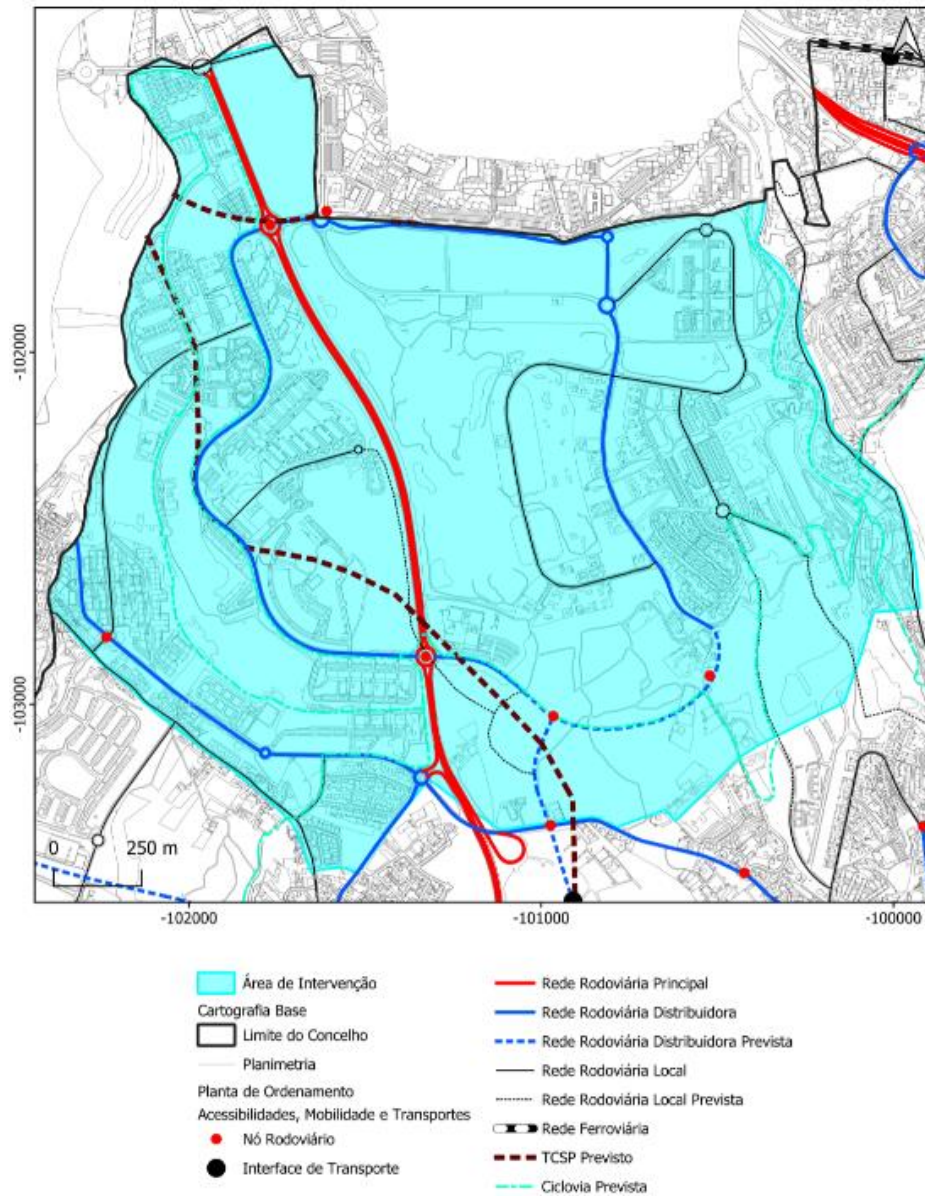 -102000
-103000
0 250 m
-102000
-101000
-100000
Área de Intervenção
Cartografia Base
Limite do Concelho
Planimetria
Planta de Ordenamento
Acessibilidades, Mobilidade e Transportes
Nó Rodoviário
Interface de Transporte
Rede Rodoviária Principal
Rede Rodoviária Distribuidora
Rede Rodoviária Distribuidora Prevista
Rede Rodoviária Local
Rede Rodoviária Local Prevista
Rede Ferroviária
TCSP Previsto
Ciclovia Prevista